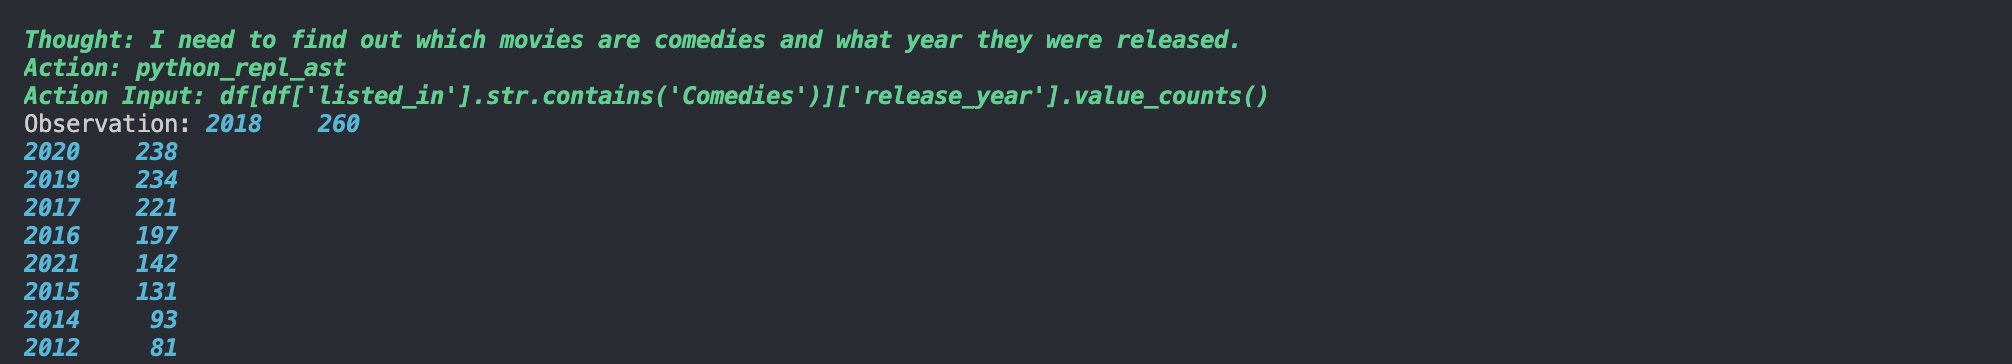 Thought: I need to find out which movies are comedies and what year they were released.
Action: python_repl_ast
Action Input: df[df['listed_in'].str.contains('Comedies')]['release_year'].value_counts()
Observation: 2018    260
2020    238
2019    234
2017    221
2016    197
2021    142
2015    131
2014     93
2012     81